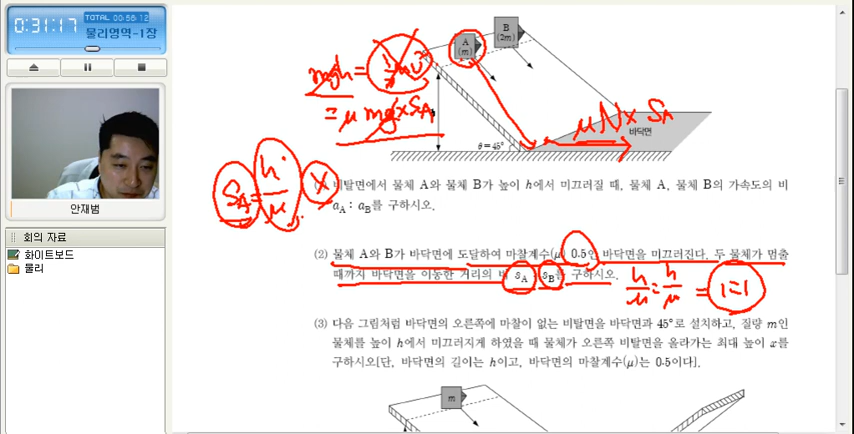 0:31:17
TOTAL 00:56:12
물리영역-1장
안재범
회의 자료
화이트보드
물리
A
(m)
B
(2m)
mgh =
= μ mg × SA
μN × SA
θ = 45°
바닥면
SA = h/μ
비탈면에서 물체 A와 물체 B가 높이 h에서 미끄러질 때, 물체 A, 물체 B의 가속도의 비
aA : aB를 구하시오.
(2) 물체 A와 B가 바닥면에 도달하여 마찰계수(μ) 0.5인 바닥면을 미끄러진다. 두 물체가 멈출
때까지 바닥면을 이동한 거리의 비 sA : sB를 구하시오.
h/μ = h/μ = 1=1
(3) 다음 그림처럼 바닥면의 오른쪽에 마찰이 없는 비탈면을 바닥면과 45°로 설치하고, 질량 m인
물체를 높이 h에서 미끄러지게 하였을 때 물체가 오른쪽 비탈면을 올라가는 최대 높이 x를
구하시오[단, 바닥면의 길이는 h이고, 바닥면의 마찰계수(μ)는 0.5이다].
m